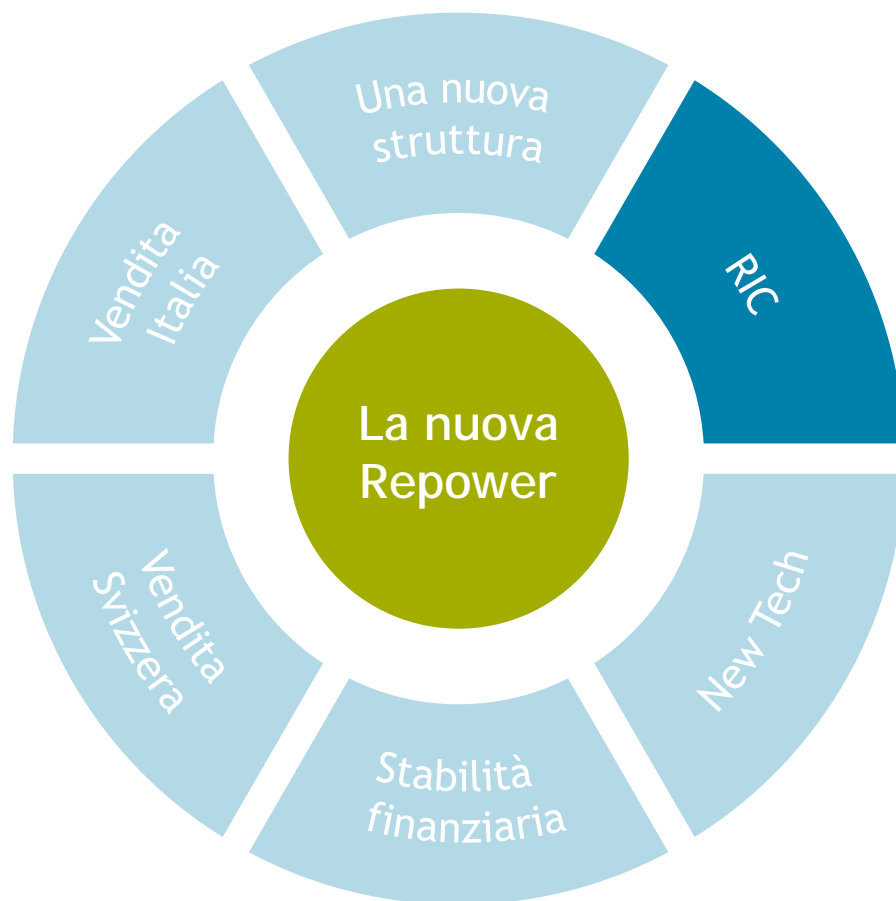 Una nuova
struttura
RIC
New Tech
Stabilità
finanziaria
Vendita
Svizzera
Vendita
Italia
La nuova
Repower